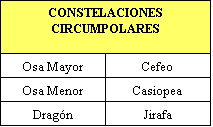 CONSTELACIONES
CIRCUMPOLARES
Osa Mayor Cefeo
Osa Menor Casiopea
Dragón Jirafa